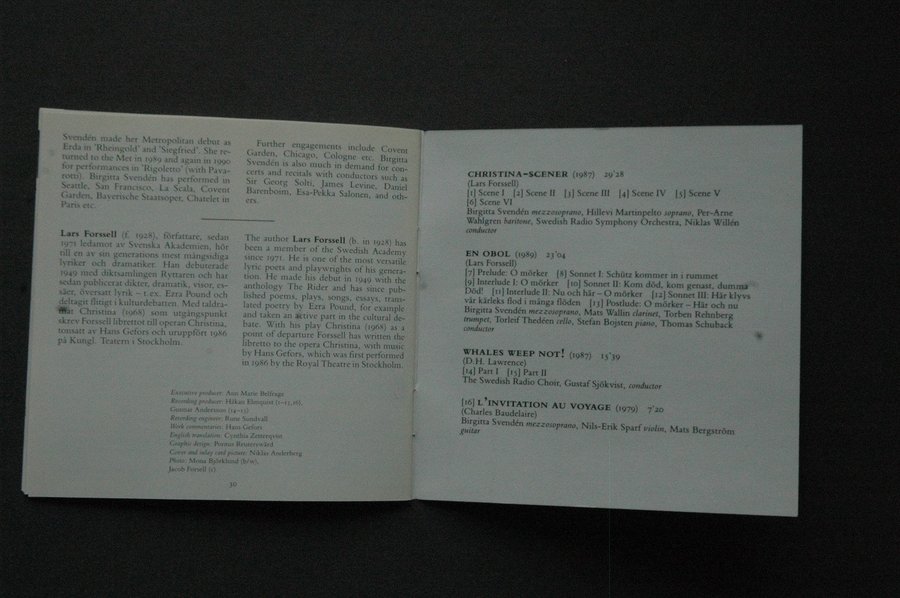 Svendén made her Metropolitan debut as
Erda in 'Rheingold' and 'Siegfried'. She re-
turned to the Met in 1989 and again in 1990
for performances in 'Rigoletto' (with Pava-
rotti). Birgitta Svendén has performed in
Seattle, San Francisco, La Scala, Covent
Garden, Bayerische Staatsoper, Chatelet in
Paris etc.
Further engagements include Covent
Garden, Chicago, Cologne etc. Birgitta
Svendén is also much in demand for con-
certs and recitals with conductors such as
Sir Georg Solti, James Levine, Daniel
Barenboim, Esa-Pekka Salonen, and oth-
ers.
Lars Forssell (f. 1928), författare, sedan
1971 ledamot av Svenska Akademien, hör
till en av sin generations mest mångsidiga
lyriker och dramatiker. Han debuterade
1949 med diktsamlingen Ryttaren och har
sedan publicerat dikter, dramatik, visor, es-
säer, översatt lyrik – t.ex. Ezra Pound och
deltagit flitigt i kulturdebatten. Med taldra-
mat Christina (1968) som utgångspunkt
skrev Forssell librettot till operan Christina,
tonsatt av Hans Gefors och uruppförd 1986
på Kungl. Teatern i Stockholm.
The author Lars Forssell (b. in 1928) has
been a member of the Swedish Academy
since 1971. He is one of the most versatile
lyric poets and playwrights of his genera-
tion. He made his debut in 1949 with the
anthology The Rider and has since pub-
lished poems, plays, songs, essays, trans-
lated poetry by Ezra Pound, for example
and taken an active part in the cultural de-
bate. With his play Christina (1968) as a
point of departure Forssell has written the
libretto to the opera Christina, with music
by Hans Gefors, which was first performed
in 1986 by the Royal Theatre in Stockholm.
Executive producer: Ann Marie Belfrage
Recording producer: Håkan Elmquist (1–13,16),
Gunnar Andersson (14–15)
Recording engineer: Rune Sundvall
Work commentaries: Hans Gefors
English translation: Cynthia Zetterqvist
Graphic design: Pontus Reuterswärd
Cover and inlay card picture: Niklas Anderberg
Photo: Mona Björklund (b/w),
Jacob Forsell (c).
30
CHRISTINA-SCENER (1987) 29'28
(Lars Forssell)
[1] Scene I [2] Scene II [3] Scene III [4] Scene IV [5] Scene V
[6] Scene VI
Birgitta Svendén mezzosoprano, Hillevi Martinpelto soprano, Per-Arne
Wahlgren baritone, Swedish Radio Symphony Orchestra, Niklas Willén
conductor
EN OBOL (1989) 23'04
(Lars Forssell)
[7] Prelude: O mörker [8] Sonnet I: Schütz kommer in i rummet
[9] Interlude I: O mörker [10] Sonnet II: Kom död, kom genast, dumma
Död! [11] Interlude II: Nu och här – O mörker [12] Sonnet III: Här klyvs
vår kärleks flod i många flöden [13] Postlude: O mörker – Här och nu
Birgitta Svendén mezzosoprano, Mats Wallin clarinet, Torben Rehnberg
trumpet, Torleif Thedéen cello, Stefan Bojsten piano, Thomas Schuback
conductor
WHALES WEEP NOT! (1987) 15'39
(D.H. Lawrence)
[14] Part I [15] Part II
The Swedish Radio Choir, Gustaf Sjökvist, conductor
[16] L'INVITATION AU VOYAGE (1979) 7'20
(Charles Baudelaire)
Birgitta Svendén mezzosoprano, Nils-Erik Sparf violin, Mats Bergström
guitar